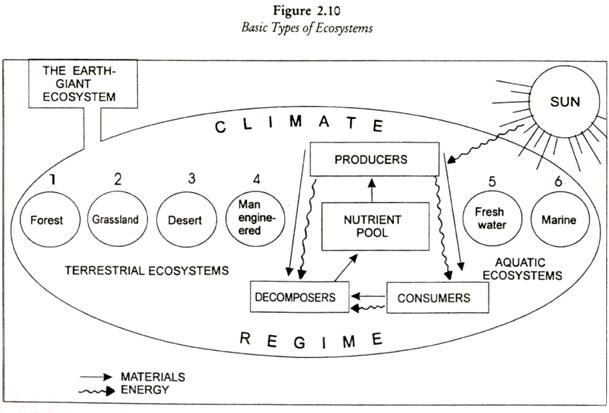 Figure 2.10
Basic Types of Ecosystems
THE EARTH-
GIANT
ECOSYSTEM
SUN
CLIMATE
PRODUCERS
1
2
3
4
5
6
Forest
Grassland
Desert
Man
engine-
ered
NUTRIENT
POOL
Fresh
water
Marine
TERRESTRIAL ECOSYSTEMS
AQUATIC
ECOSYSTEMS
DECOMPOSERS
CONSUMERS
REGIME
MATERIALS
ENERGY